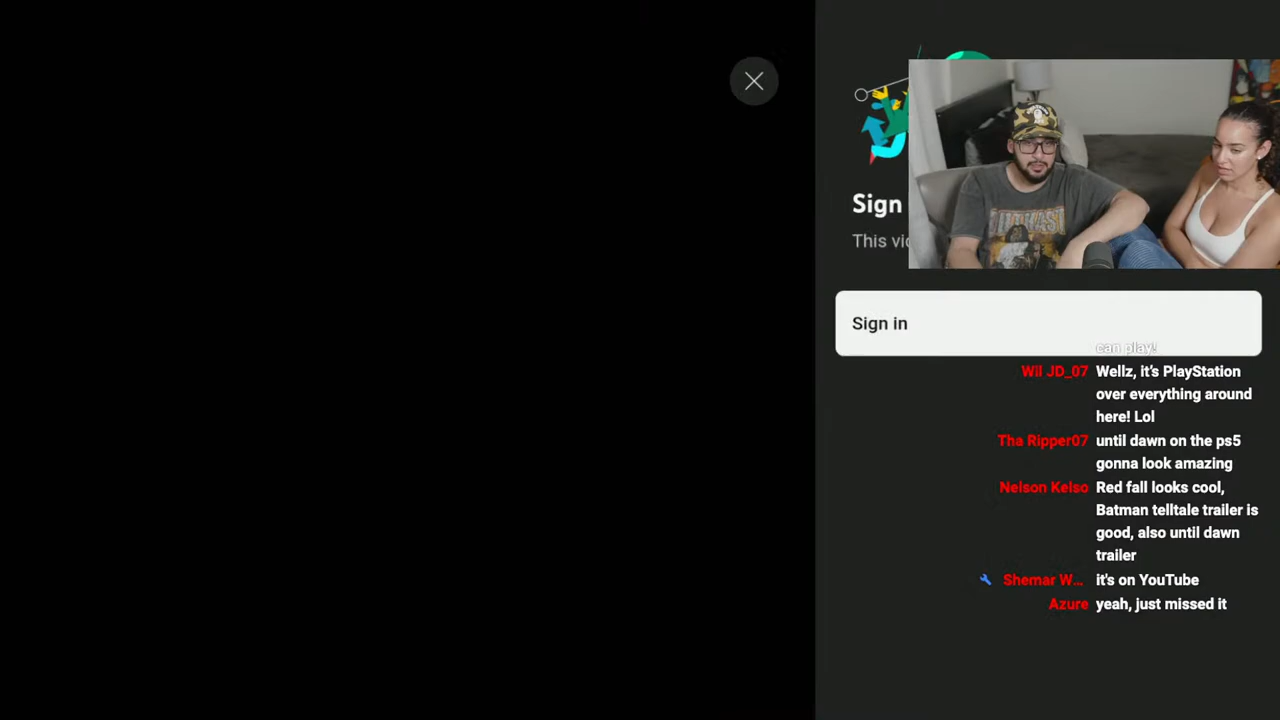 Sign
This
Sign in
can play!
Wil JD_07 Wellz, it's PlayStation
over everything around
here! Lol
Tha Ripper07 until dawn on the ps5
gonna look amazing
Nelson Kelso Red fall looks cool,
Batman telltale trailer is
good, also until dawn
trailer
Shemar W... it's on YouTube
Azure yeah, just missed it